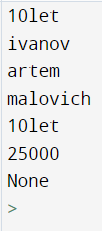 10let
ivanov
artem
malovich
10let
25000
None
>